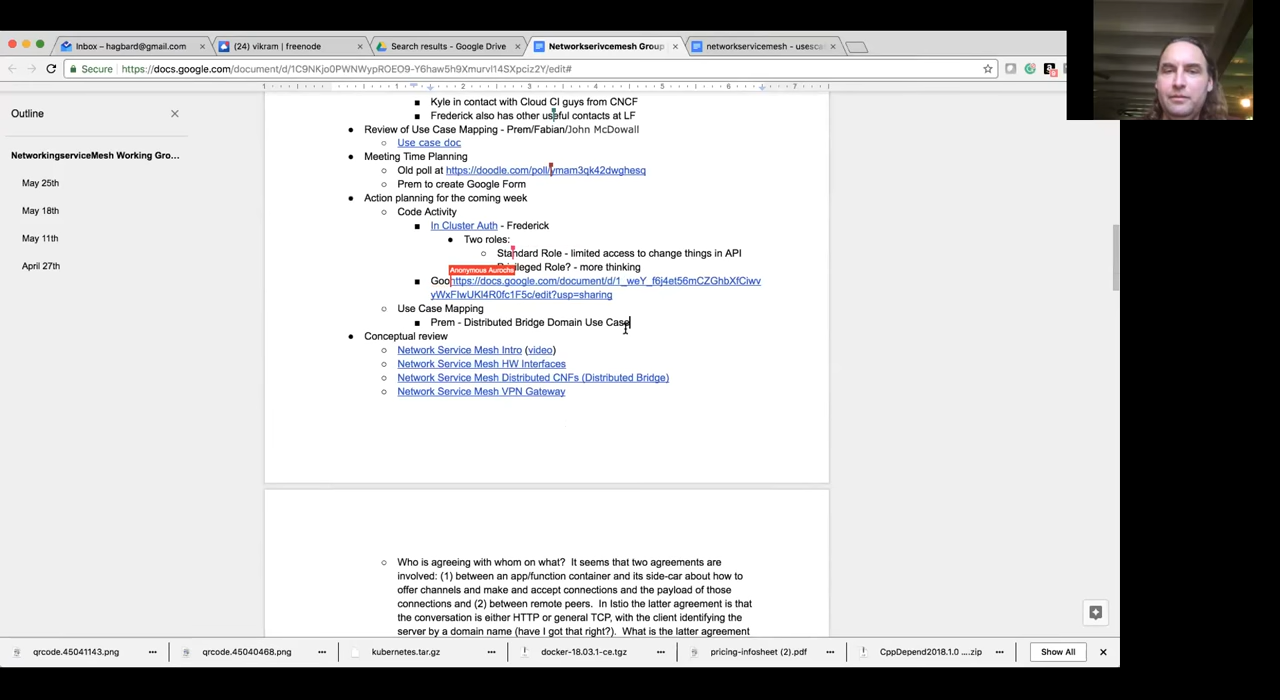 Inbox - hagbard@gmail.com
(24) vikram | freenode
Search results - Google Drive
Networkserivcemesh Group
networkservicemesh - usesca
Secure
https://docs.google.com/document/d/1C9NKjo0PWNWypROEO9-Y6haw5h9Xmurvl14SXpciz2Y/edit#
1
2
3
4
5
6
7
Outline
NetworkingserviceMesh Working Gro...
May 25th
May 18th
May 11th
April 27th
Kyle in contact with Cloud CI guys from CNCF
Frederick also has other useful contacts at LF
Review of Use Case Mapping - Prem/Fabian/John McDowall
Use case doc
Meeting Time Planning
Old poll at https://doodle.com/poll/ymam3qk42dwghesq
Prem to create Google Form
Action planning for the coming week
Code Activity
In Cluster Auth - Frederick
Two roles:
Standard Role - limited access to change things in API
Anonymous Aurochs
Role? - more thinking
Goohttps://docs.google.com/document/d/1_weY_f6j4et56mCZGhbXfCiwv
yWxFIwUKl4R0fc1F5c/edit?usp=sharing
Use Case Mapping
Prem - Distributed Bridge Domain Use Case
Conceptual review
Network Service Mesh Intro (video)
Network Service Mesh HW Interfaces
Network Service Mesh Distributed CNFs (Distributed Bridge)
Network Service Mesh VPN Gateway
Who is agreeing with whom on what? It seems that two agreements are
involved: (1) between an app/function container and its side-car about how to
offer channels and make and accept connections and the payload of those
connections and (2) between remote peers. In Istio the latter agreement is that
the conversation is either HTTP or general TCP, with the client identifying the
server by a domain name (have I got that right?). What is the latter agreement
qrcode.45041143.png
qrcode.45040468.png
kubernetes.tar.gz
docker-18.03.1-ce.tgz
pricing-infosheet (2).pdf
CppDepend2018.1.0 ....zip
Show All